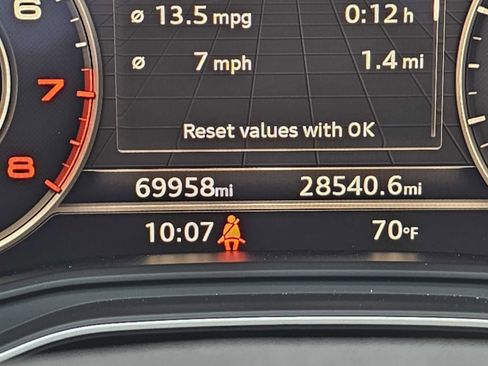 6
7
8
ø 13.5 mpg 0:12 h
ø 7 mph 1.4 mi
Reset values with OK
69958mi 28540.6mi
10:07 70°F